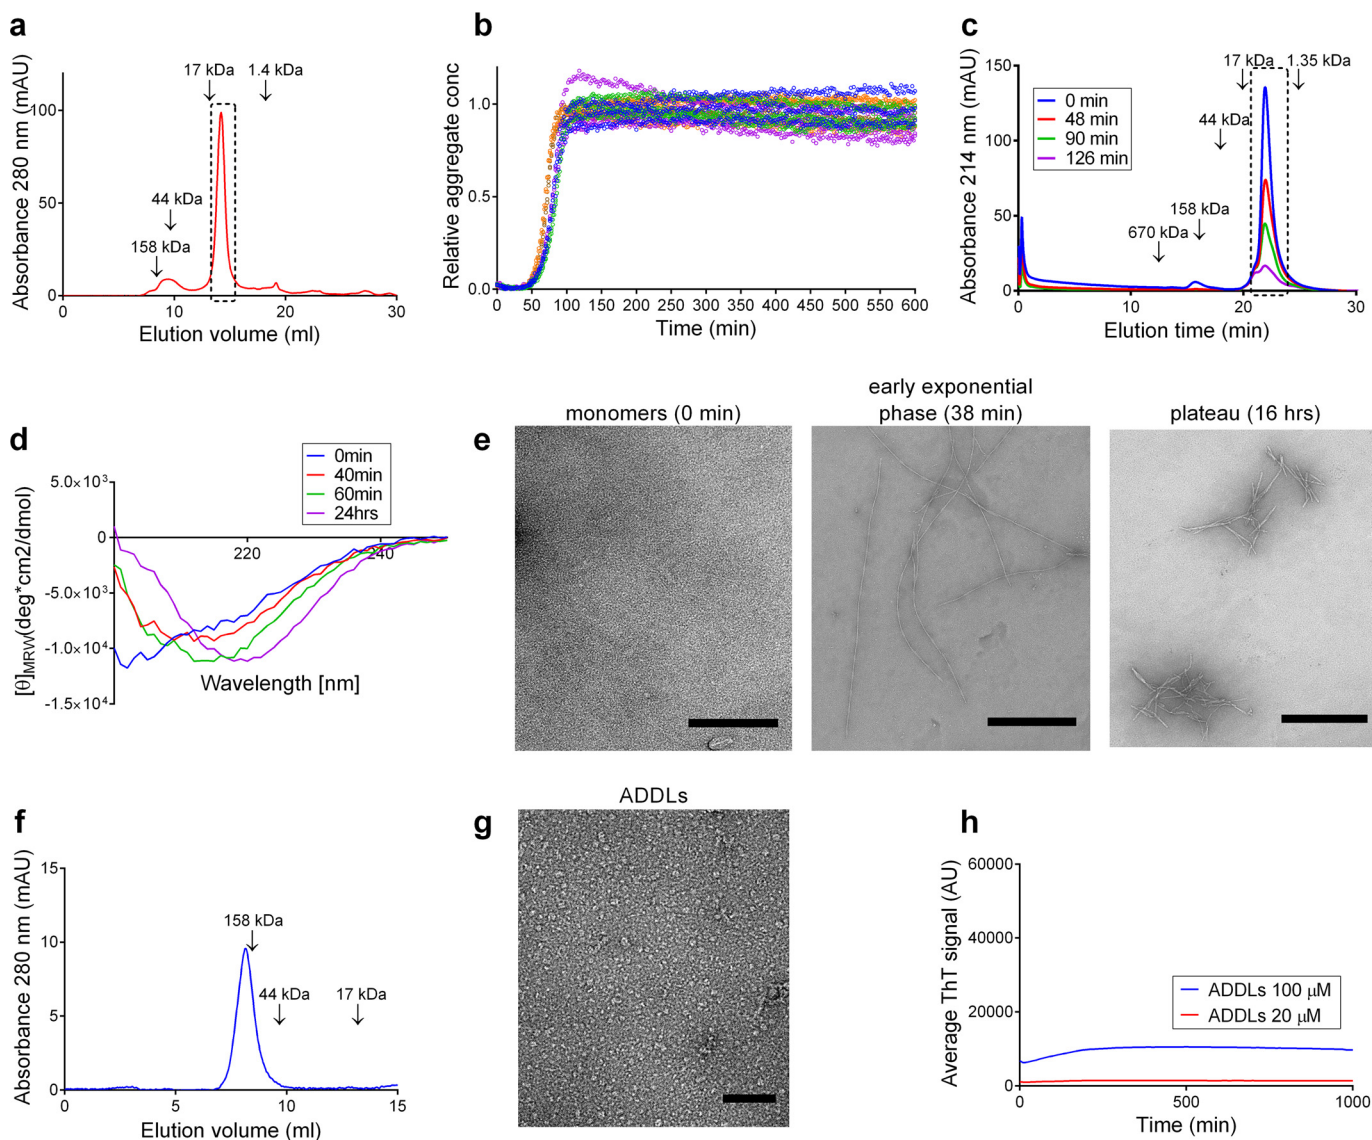 a
Absorbance 280 nm (mAU)
100
50
0
0
10
20
30
Elution volume (ml)
17 kDa
1.4 kDa
44 kDa
158 kDa
b
Relative aggregate conc
1.0
0.5
0.0
0
50
100
150
200
250
300
350
400
450
500
550
600
Time (min)
c
Absorbance 214 nm (mAU)
150
100
50
0
0
10
20
30
Elution time (min)
0 min
48 min
90 min
126 min
17 kDa
1.35 kDa
44 kDa
158 kDa
670 kDa
d
[θ]MRW(deg*cm2/dmol)
5.0×10³
0
-5.0×10³
-1.0×10⁴
-1.5×10⁴
220
240
Wavelength [nm]
0min
40min
60min
24hrs
e
monomers (0 min)
early exponential
phase (38 min)
plateau (16 hrs)
f
Absorbance 280 nm (mAU)
15
10
5
0
0
5
10
15
Elution volume (ml)
158 kDa
44 kDa
17 kDa
g
ADDLs
h
Average ThT signal (AU)
60000
40000
20000
0
0
500
1000
Time (min)
ADDLs 100 μM
ADDLs 20 μM